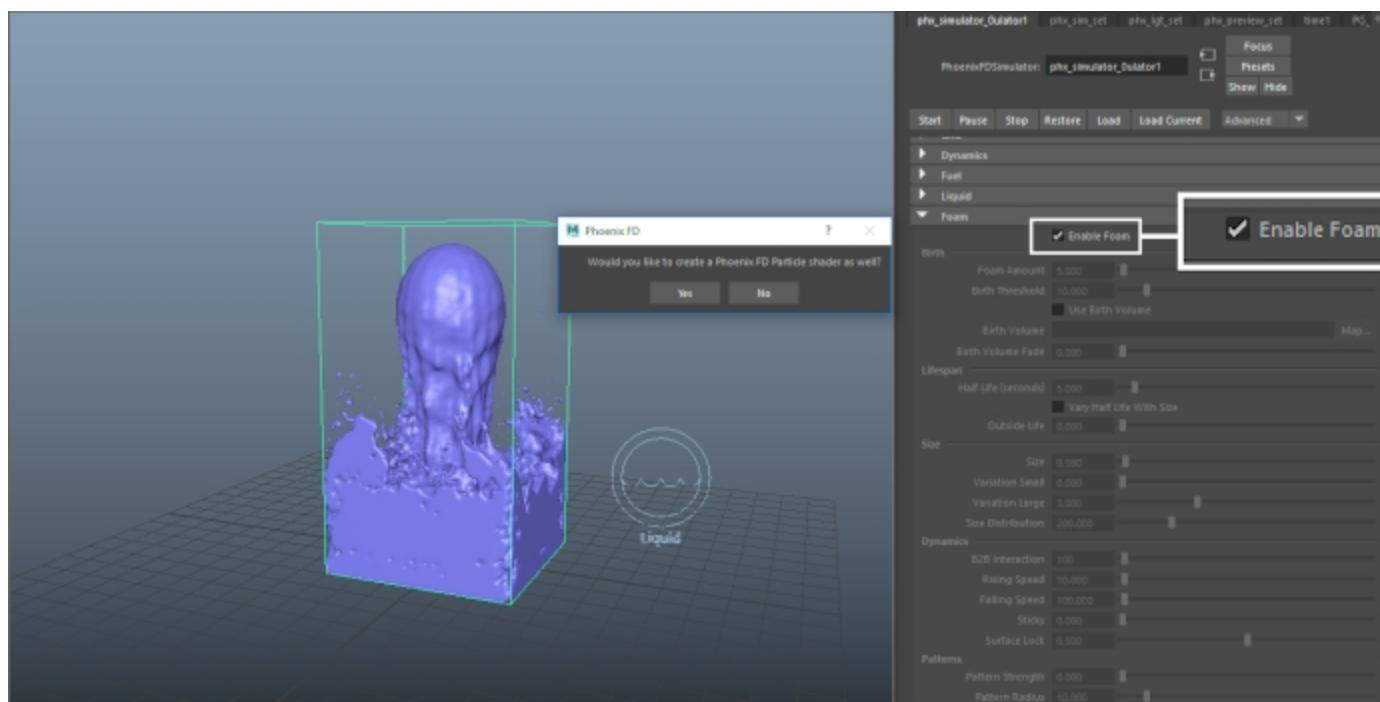 phx_simulator_0ulator1 phx_sim_set phx_lgt_set phx_preview_set time1 PG_
PhoenixFDSimulator: phx_simulator_0ulator1
Focus
Presets
Show Hide
Start Pause Stop Restore Load Load Current Advanced
Dynamics
Fuel
Liquid
Foam
Enable Foam
Enable Foam
Phoenix FD ?
Would you like to create a Phoenix FD Particle shader as well?
Yes No
Liquid
Birth
Foam Amount 5.000
Birth Threshold 10.000
Use Birth Volume
Birth Volume Map...
Birth Volume Fade 0.000
Lifespan
Half Life (seconds) 5.000
Vary Half Life With Size
Outside Life 0.000
Size
Size
Variation Small 0.000
Variation Large 3.000
Size Distribution 200.000
Dynamics
B2B Interaction 100
Rising Speed 10.000
Falling Speed 100.000
Sticky 0.000
Surface Lock 0.500
Patterns
Pattern Strength 0.000
Pattern Radius 10.000